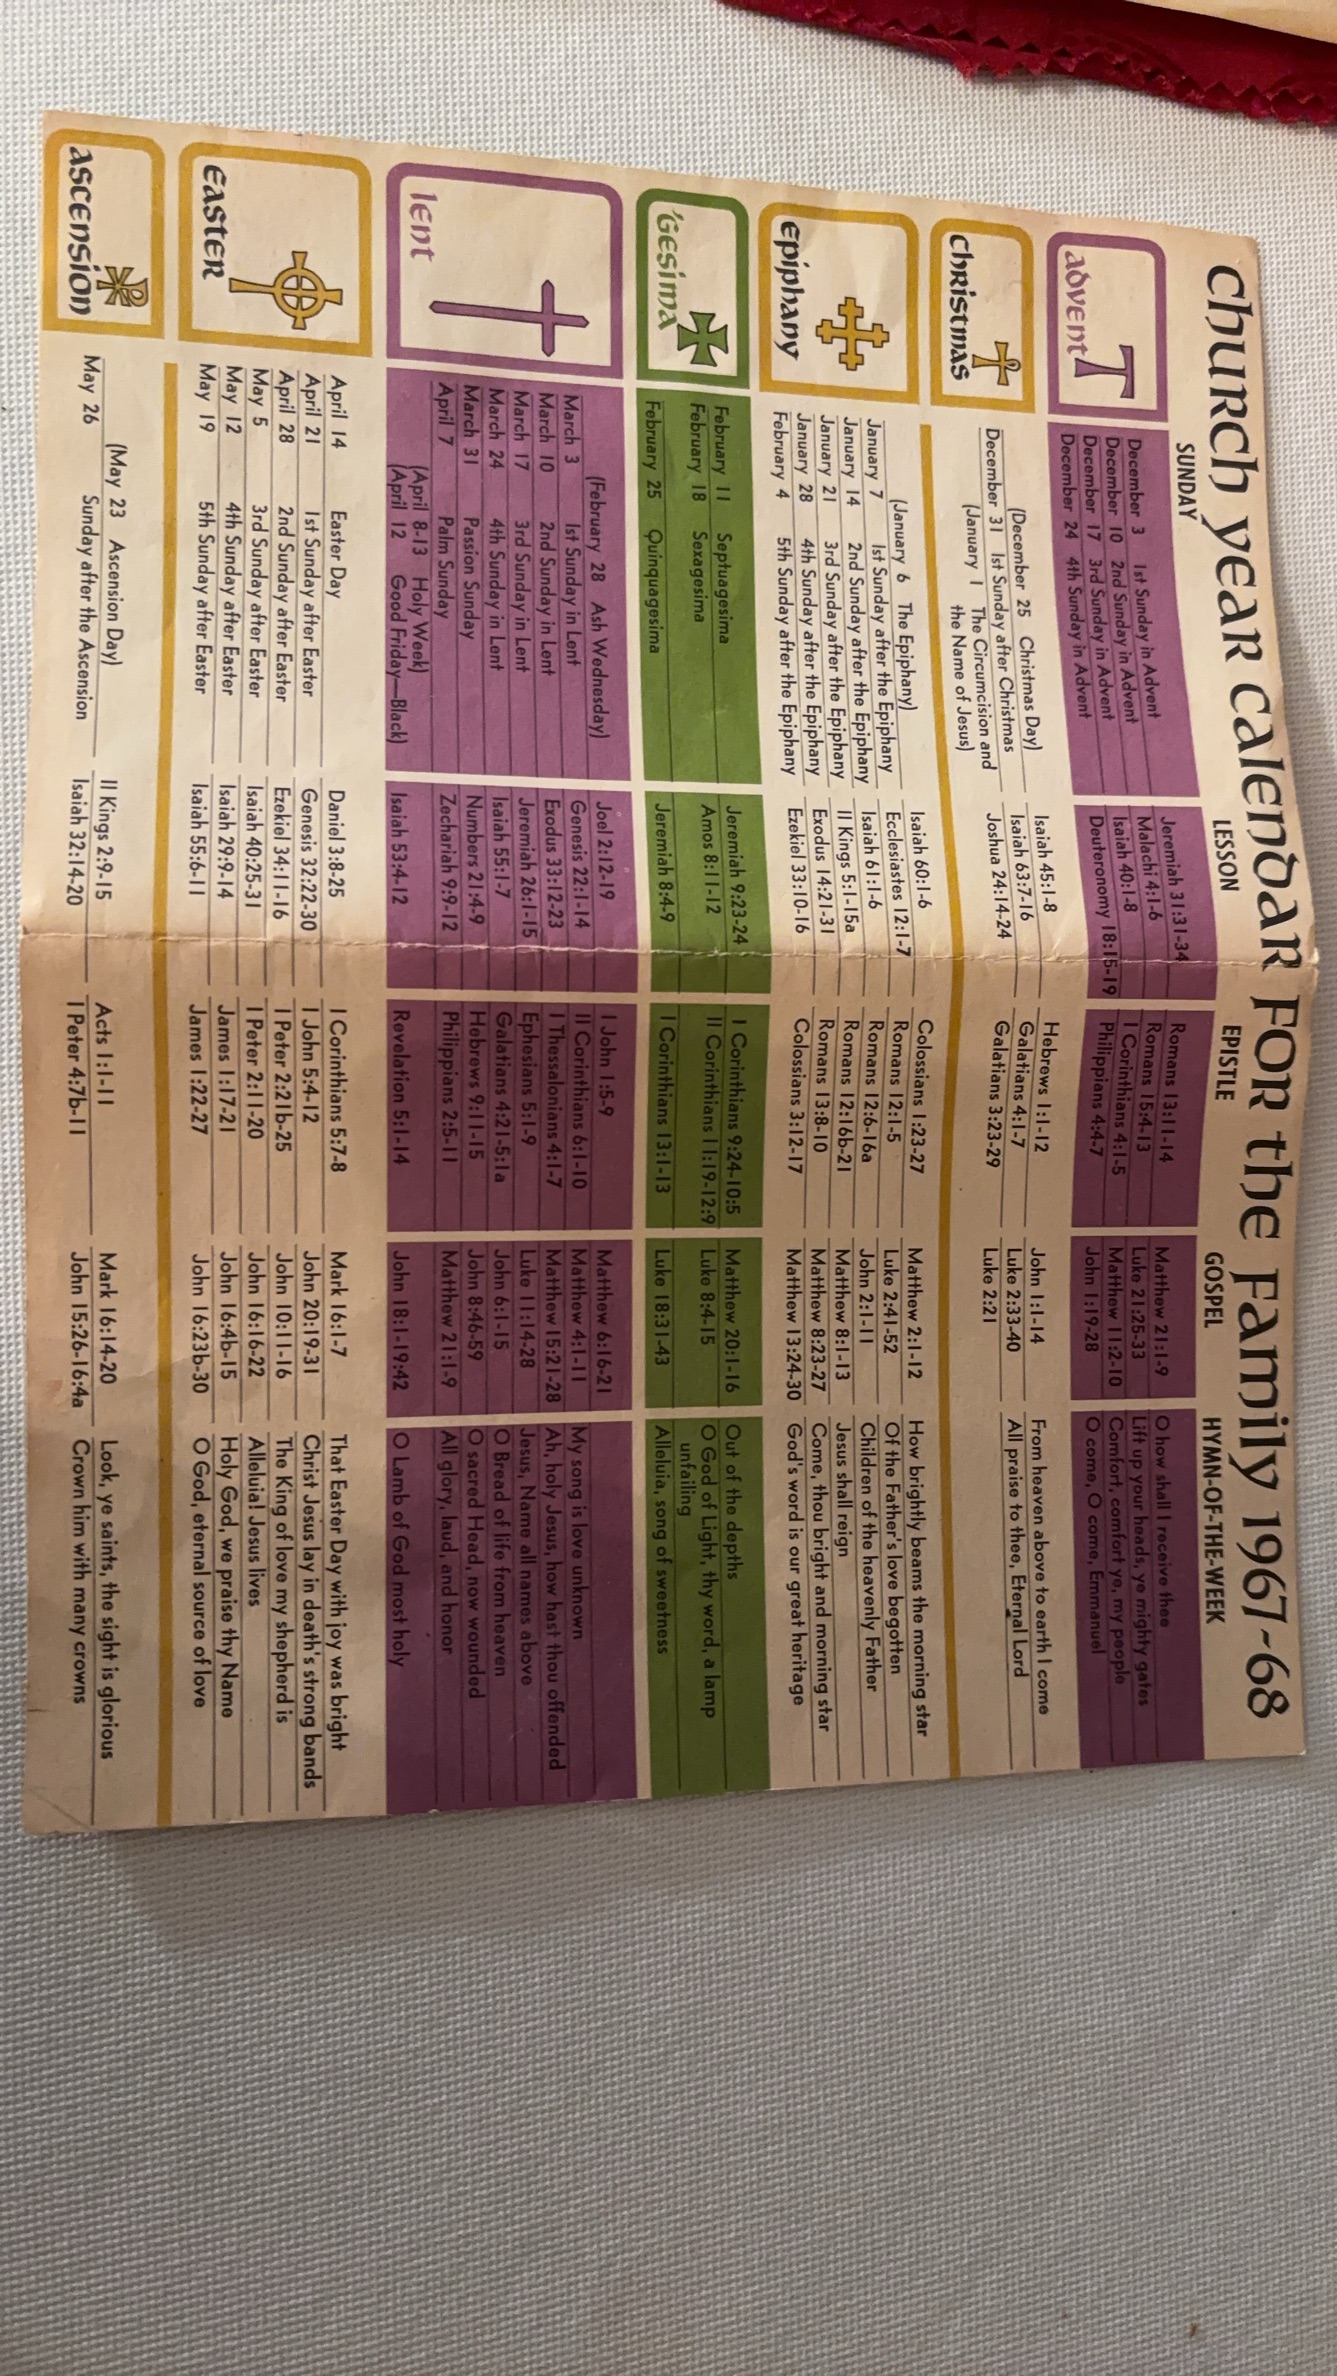 Church Year Calendar for the Family 1967-68
SUNDAY LESSON EPISTLE GOSPEL HYMN-OF-THE-WEEK
advent
December 3 1st Sunday in Advent Jeremiah 31:31-34 Romans 13:11-14 Matthew 21:1-9 O how shall I receive thee
December 10 2nd Sunday in Advent Malachi 4:1-6 Romans 15:4-13 Luke 21:25-33 Lift up your heads, ye mighty gates
December 17 3rd Sunday in Advent Isaiah 40:1-8 I Corinthians 4:1-5 Matthew 11:2-10 Comfort, comfort ye, my people
December 24 4th Sunday in Advent Deuteronomy 18:15-19 Philippians 4:4-7 John 1:19-28 O come, O come, Emmanuel
christmas
(December 25 Christmas Day) Isaiah 45:1-8 Hebrews 1:1-12 John 1:1-14 From heaven above to earth I come
December 31 1st Sunday after Christmas Isaiah 63:7-16 Galatians 4:1-7 Luke 2:33-40 All praise to thee, Eternal Lord
(January 1 The Circumcision and Joshua 24:14-24 Galatians 3:23-29 Luke 2:21
the Name of Jesus)
epiphany
(January 6 The Epiphany) Isaiah 60:1-6 Colossians 1:23-27 Matthew 2:1-12 How brightly beams the morning star
January 7 1st Sunday after the Epiphany Ecclesiastes 12:1-7 Romans 12:1-5 Luke 2:41-52 Of the Father's love begotten
January 14 2nd Sunday after the Epiphany Isaiah 61:1-6 Romans 12:6-16a John 2:1-11 Children of the heavenly Father
January 21 3rd Sunday after the Epiphany II Kings 5:1-15a Romans 12:16b-21 Matthew 8:1-13 Jesus shall reign
January 28 4th Sunday after the Epiphany Exodus 14:21-31 Romans 13:8-10 Matthew 8:23-27 Come, thou bright and morning star
February 4 5th Sunday after the Epiphany Ezekiel 33:10-16 Colossians 3:12-17 Matthew 13:24-30 God's word is our great heritage
'Gesima
February 11 Septuagesima Jeremiah 9:23-24 I Corinthians 9:24-10:5 Matthew 20:1-16 Out of the depths
February 18 Sexagesima Amos 8:11-12 II Corinthians 11:19-12:9 Luke 8:4-15 O God of Light, thy word, a lamp
unfailing
February 25 Quinquagesima Jeremiah 8:4-9 I Corinthians 13:1-13 Luke 18:31-43 Alleluia, song of sweetness
lent
(February 28 Ash Wednesday) Joel 2:12-19 I John 1:5-9 Matthew 6:16-21
March 3 1st Sunday in Lent Genesis 22:1-14 II Corinthians 6:1-10 Matthew 4:1-11 My song is love unknown
March 10 2nd Sunday in Lent Exodus 33:12-23 I Thessalonians 4:1-7 Matthew 15:21-28 Ah, holy Jesus, how hast thou offended
March 17 3rd Sunday in Lent Jeremiah 26:1-15 Ephesians 5:1-9 Luke 11:14-28 Jesus, Name all names above
March 24 4th Sunday in Lent Isaiah 55:1-7 Galatians 4:21-5:1a John 6:1-15 O Bread of life from heaven
March 31 Passion Sunday Numbers 21:4-9 Hebrews 9:11-15 John 8:46-59 O sacred Head, now wounded
April 7 Palm Sunday Zechariah 9:9-12 Philippians 2:5-11 Matthew 21:1-9 All glory, laud, and honor
(April 8-13 Holy Week)
(April 12 Good Friday—Black) Isaiah 53:4-12 Revelation 5:1-14 John 18:1-19:42 O Lamb of God most holy
Easter
April 14 Easter Day Daniel 3:8-25 I Corinthians 5:7-8 Mark 16:1-7 That Easter Day with joy was bright
April 21 1st Sunday after Easter Genesis 32:22-30 I John 5:4-12 John 20:19-31 Christ Jesus lay in death's strong bands
April 28 2nd Sunday after Easter Ezekiel 34:11-16 I Peter 2:21b-25 John 10:11-16 The King of love my shepherd is
May 5 3rd Sunday after Easter Isaiah 40:25-31 I Peter 2:11-20 John 16:16-22 Alleluia! Jesus lives
May 12 4th Sunday after Easter Isaiah 29:9-14 James 1:17-21 John 16:4b-15 Holy God, we praise thy Name
May 19 5th Sunday after Easter Isaiah 55:6-11 James 1:22-27 John 16:23b-30 O God, eternal source of love
ascension
(May 23 Ascension Day) II Kings 2:9-15 Acts 1:1-11 Mark 16:14-20 Look, ye saints, the sight is glorious
May 26 Sunday after the Ascension Isaiah 32:14-20 I Peter 4:7b-11 John 15:26-16:4a Crown him with many crowns